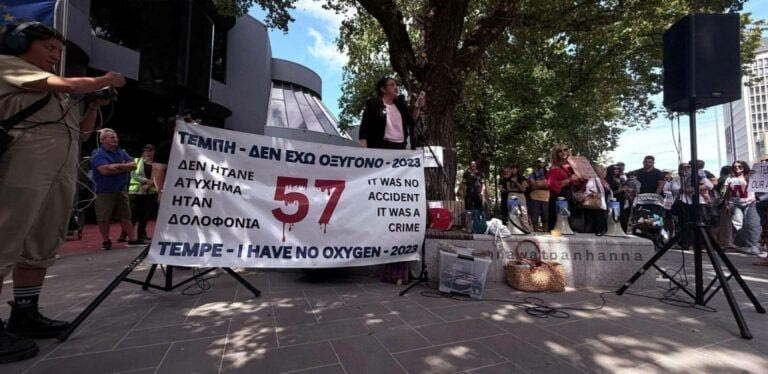 ΤΕΜΠΗ - ΔΕΝ ΕΧΩ ΟΞΥΓΟΝΟ - 2023
ΔΕΝ ΗΤΑΝΕ
ΑΤΥΧΗΜΑ
ΗΤΑΝ
ΔΟΛΟΦΟΝΙΑ
57
IT WAS NO
ACCIDENT
IT WAS A
CRIME
TEMPE - I HAVE NO OXYGEN - 2023